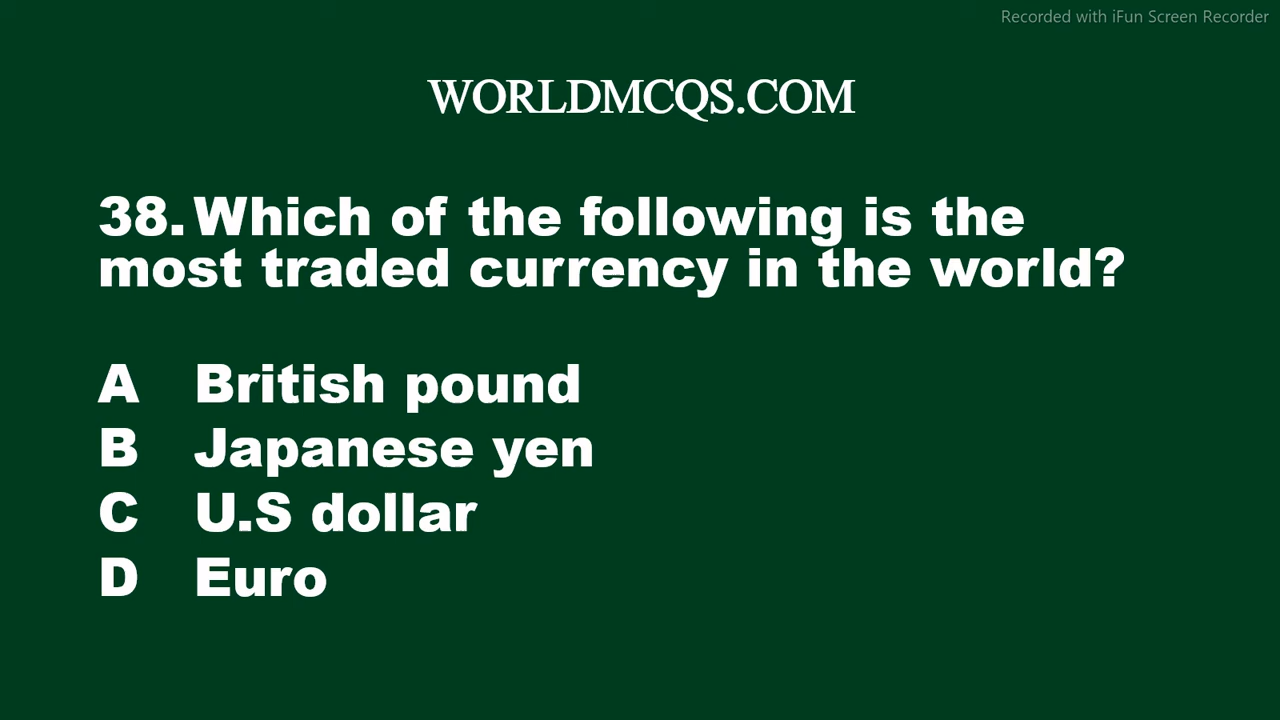 Recorded with iFun Screen Recorder
WORLDMCQS.COM
38. Which of the following is the
most traded currency in the world?
A British pound
B Japanese yen
C U.S dollar
D Euro